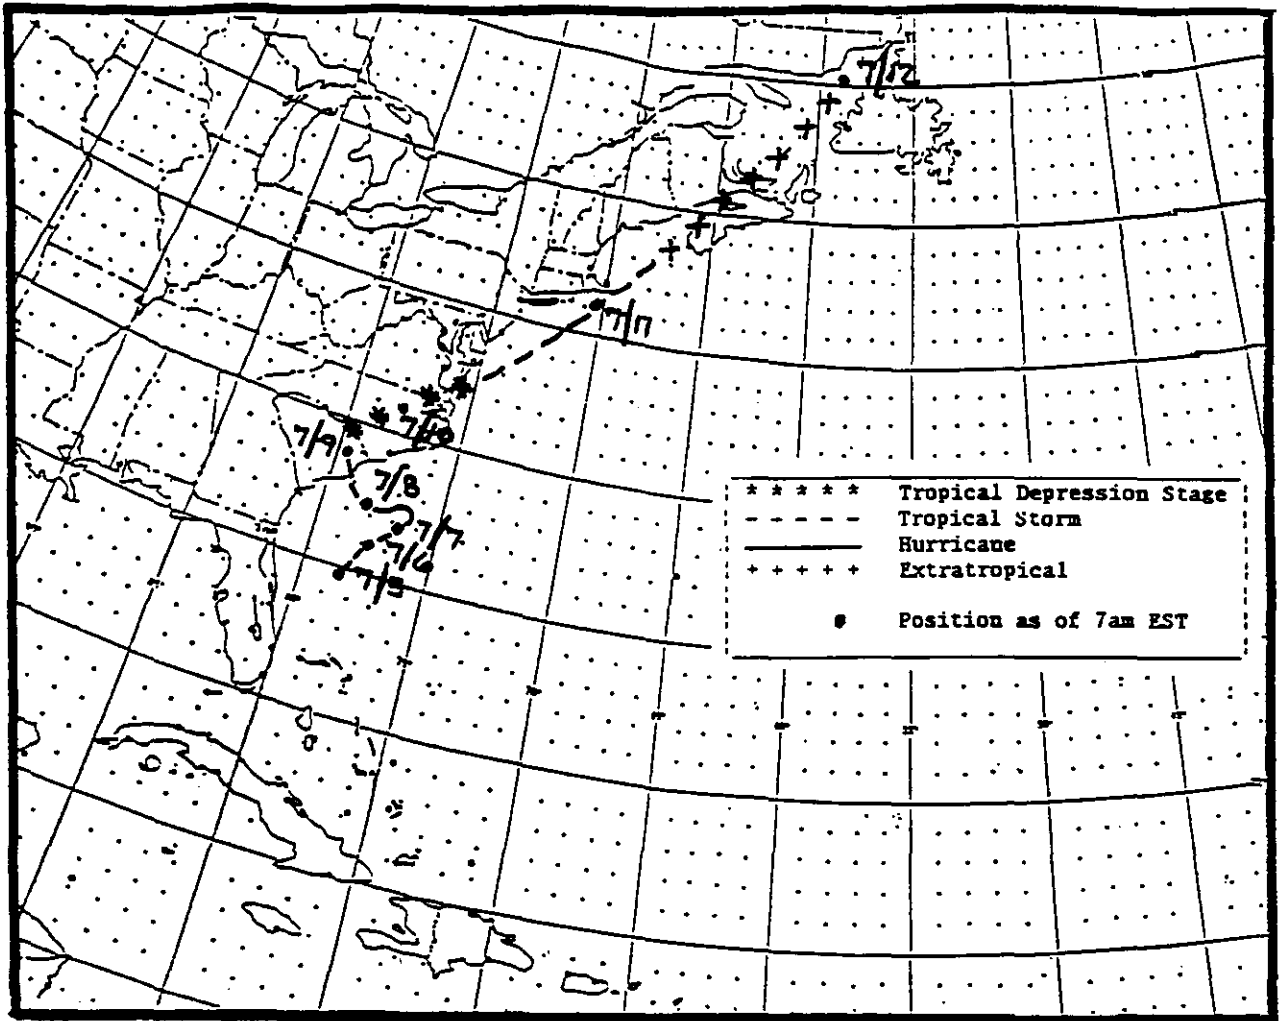 7/12
7/11
7/10
7/9
7/8
7/7
7/6
7/5
* * * * * Tropical Depression Stage
- - - - - Tropical Storm
Hurricane
+ + + + + Extratropical
● Position as of 7am EST